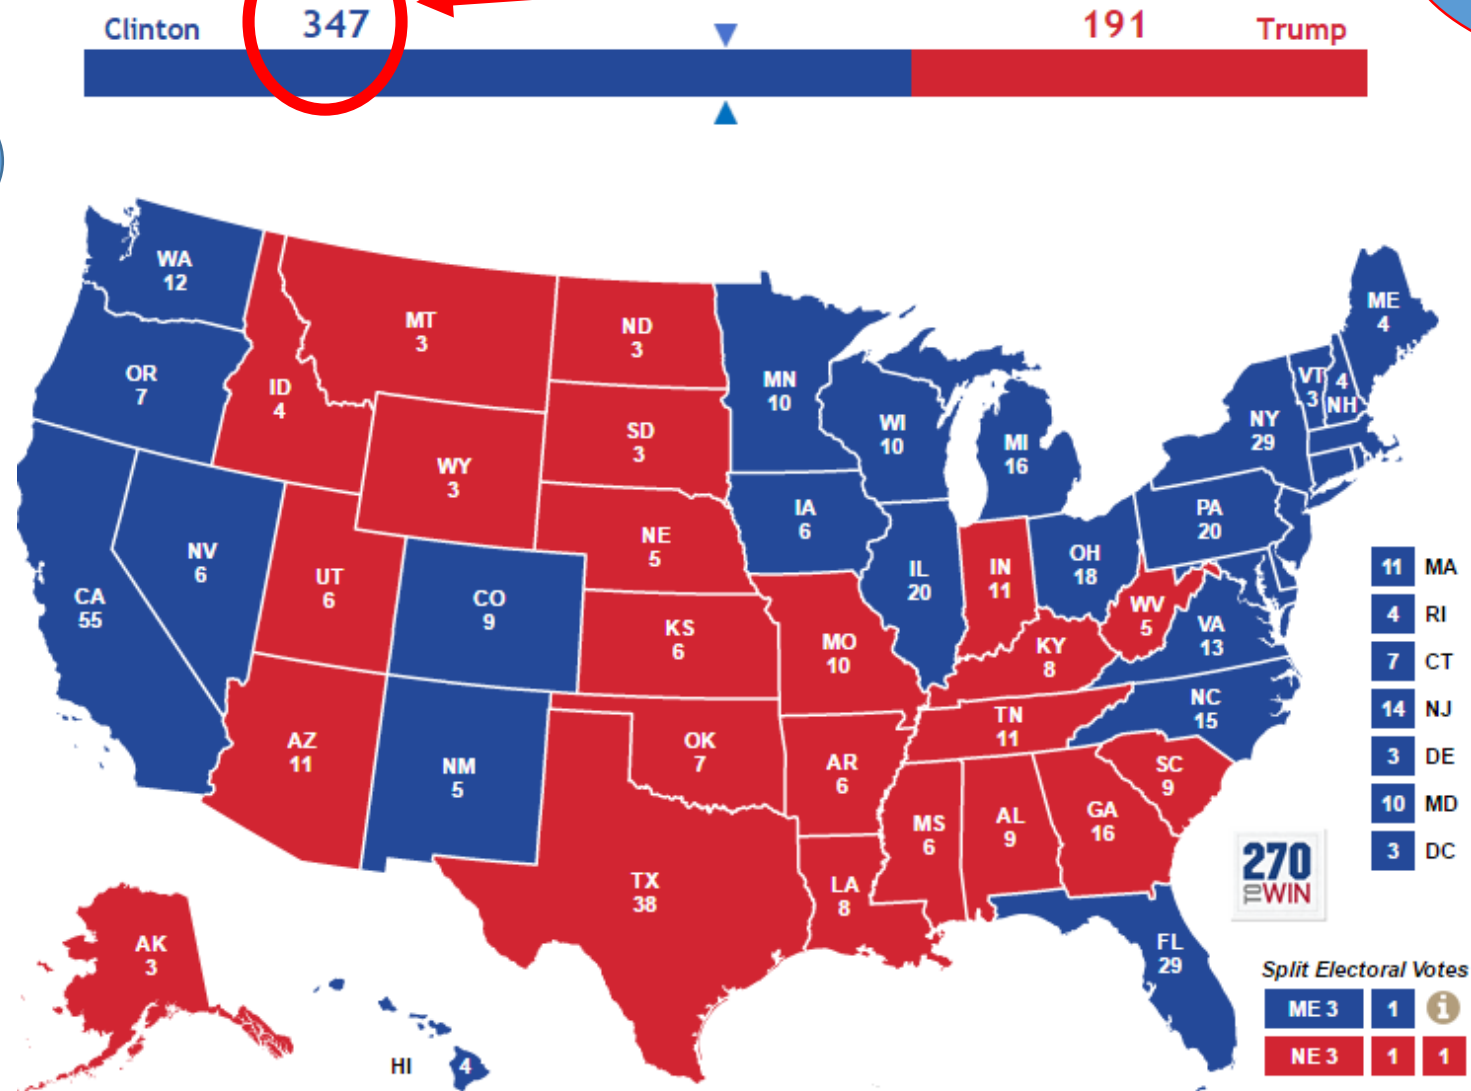 Clinton 347 191 Trump
WA
12
OR
7
CA
55
NV
6
ID
4
MT
3
WY
3
UT
6
AZ
11
CO
9
NM
5
ND
3
SD
3
NE
5
KS
6
OK
7
TX
38
MN
10
IA
6
MO
10
AR
6
LA
8
WI
10
IL
20
MI
16
IN
11
OH
18
KY
8
TN
11
MS
6
AL
9
GA
16
SC
9
NC
15
VA
13
WV
5
PA
20
NY
29
VT
3
4
NH
ME
4
FL
29
AK
3
HI 4
11 MA
4 RI
7 CT
14 NJ
3 DE
10 MD
3 DC
270
TO WIN
Split Electoral Votes
ME 3 1 i
NE 3 1 1